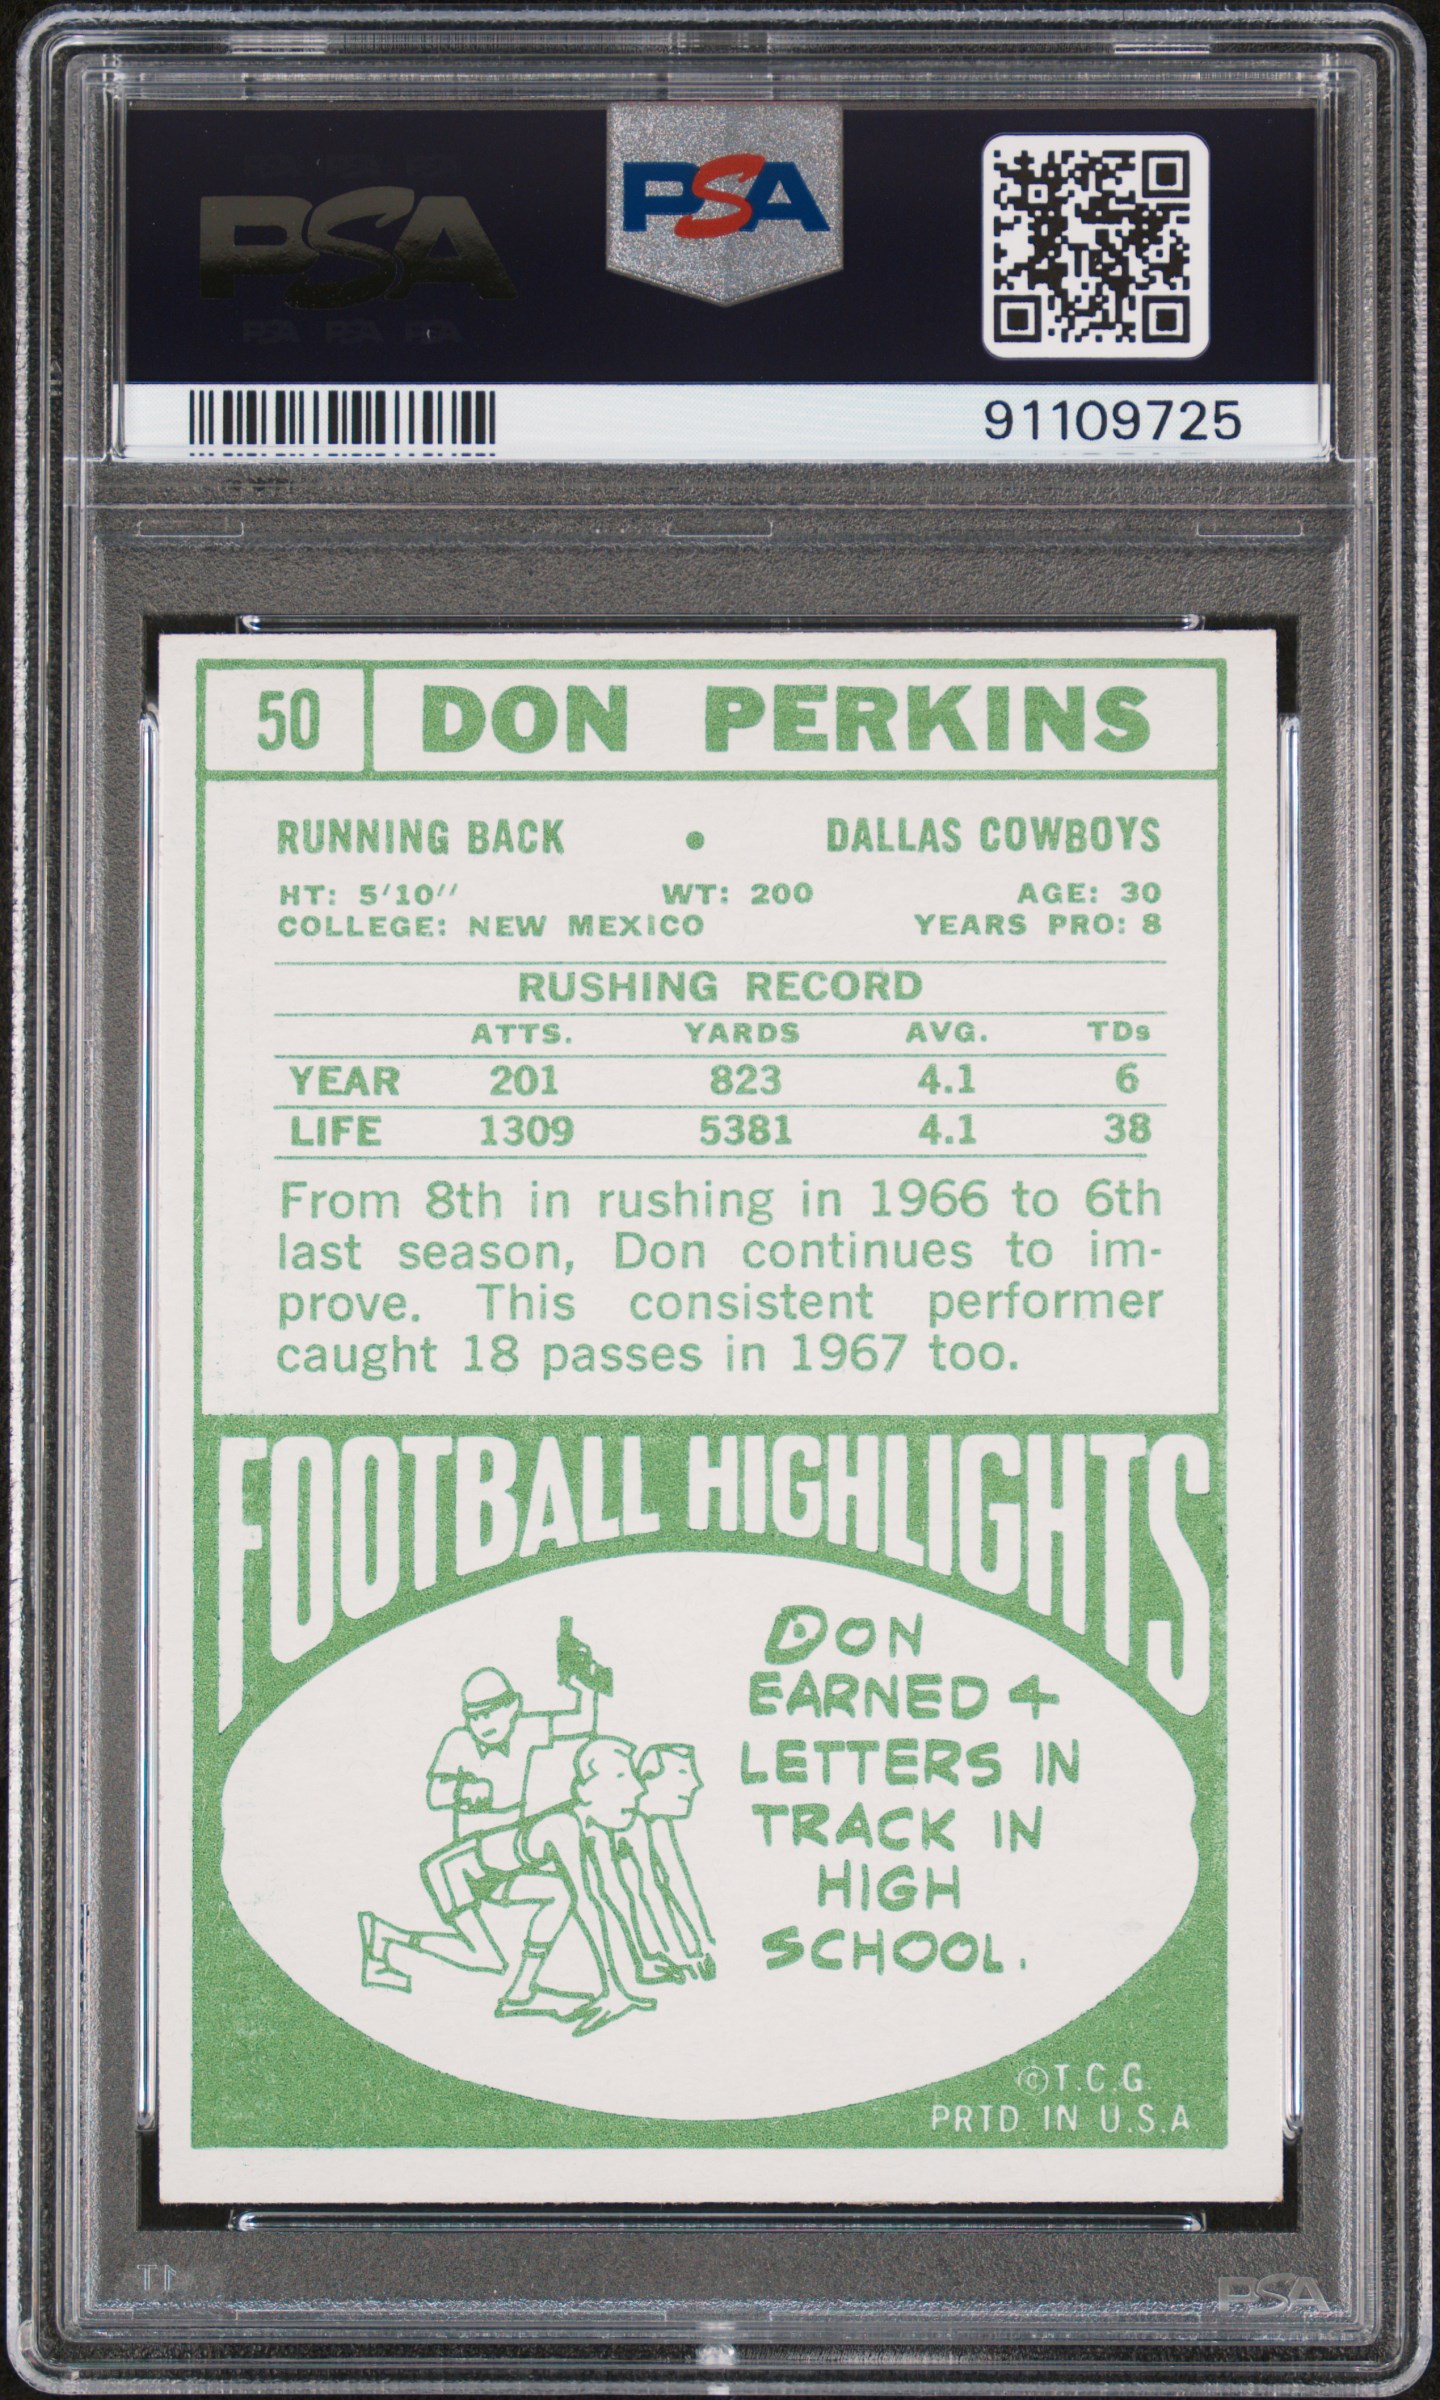 PSA
PSA
91109725
50 DON PERKINS
RUNNING BACK • DALLAS COWBOYS
HT: 5'10'' WT: 200 AGE: 30
COLLEGE: NEW MEXICO YEARS PRO: 8
RUSHING RECORD
ATTS. YARDS AVG. TDs
YEAR 201 823 4.1 6
LIFE 1309 5381 4.1 38
From 8th in rushing in 1966 to 6th
last season, Don continues to im-
prove. This consistent performer
caught 18 passes in 1967 too.
FOOTBALL HIGHLIGHTS
DON
EARNED 4
LETTERS IN
TRACK IN
HIGH
SCHOOL.
©T.C.G.
PRTD. IN U.S.A.
PSA